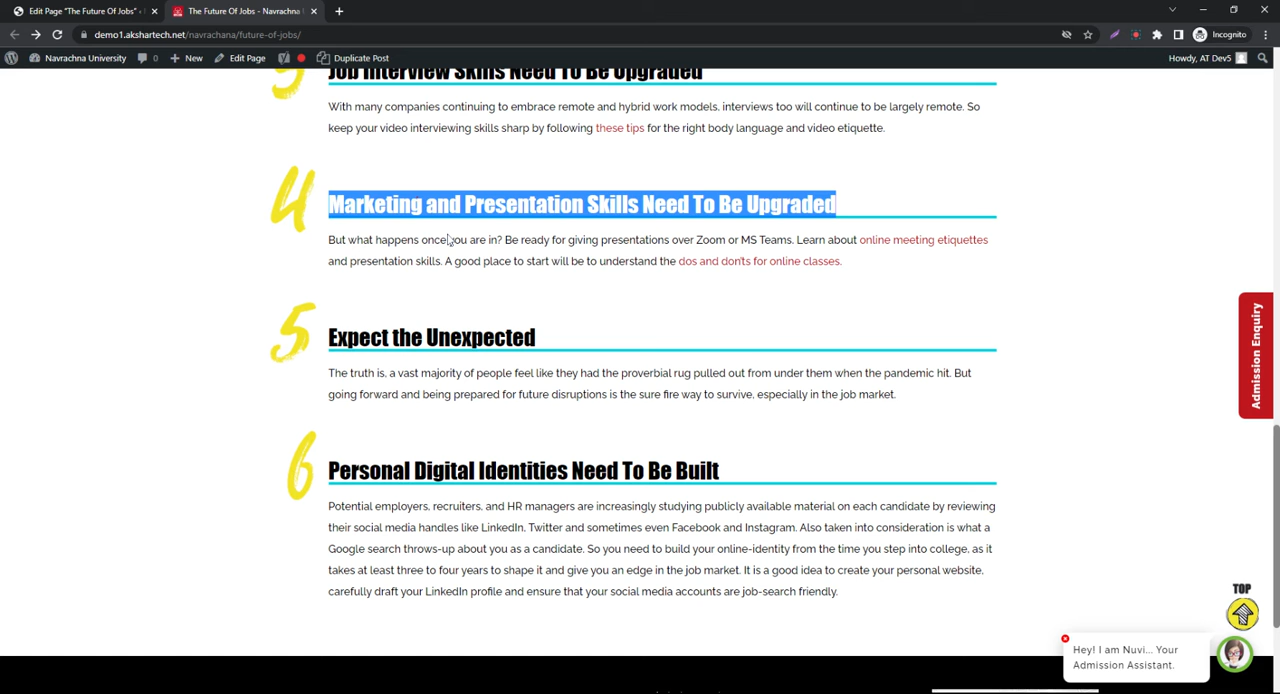 Edit Page "The Future Of Jobs" ‹
The Future Of Jobs - Navrachna U
demo1.akshartech.net/navrachana/future-of-jobs/
Incognito
Navrachna University
0
New
Edit Page
Duplicate Post
Howdy, AT Dev5
3
Job Interview Skills Need To Be Upgraded
With many companies continuing to embrace remote and hybrid work models, interviews too will continue to be largely remote. So
keep your video interviewing skills sharp by following these tips for the right body language and video etiquette.
4
Marketing and Presentation Skills Need To Be Upgraded
But what happens once you are in? Be ready for giving presentations over Zoom or MS Teams. Learn about online meeting etiquettes
and presentation skills. A good place to start will be to understand the dos and don'ts for online classes.
Admission Enquiry
5
Expect the Unexpected
The truth is, a vast majority of people feel like they had the proverbial rug pulled out from under them when the pandemic hit. But
going forward and being prepared for future disruptions is the sure fire way to survive, especially in the job market.
6
Personal Digital Identities Need To Be Built
Potential employers, recruiters, and HR managers are increasingly studying publicly available material on each candidate by reviewing
their social media handles like LinkedIn, Twitter and sometimes even Facebook and Instagram. Also taken into consideration is what a
Google search throws-up about you as a candidate. So you need to build your online-identity from the time you step into college, as it
takes at least three to four years to shape it and give you an edge in the job market. It is a good idea to create your personal website,
carefully draft your LinkedIn profile and ensure that your social media accounts are job-search friendly.
TOP
Hey! I am Nuvi... Your
Admission Assistant.